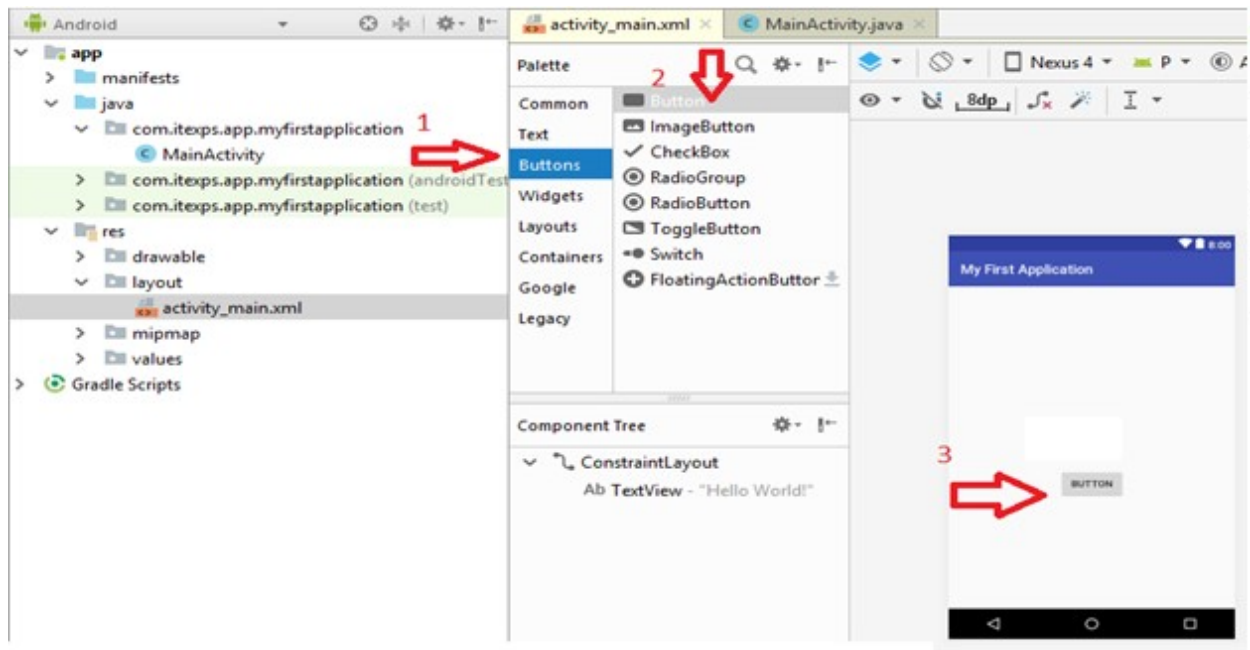 Android
activity_main.xml
MainActivity.java
app
manifests
java
com.itexps.app.myfirstapplication
MainActivity
com.itexps.app.myfirstapplication (androidTest
com.itexps.app.myfirstapplication (test)
res
drawable
layout
activity_main.xml
mipmap
values
Gradle Scripts
1
Palette
2
Common
Text
Buttons
Widgets
Layouts
Containers
Google
Legacy
Button
ImageButton
CheckBox
RadioGroup
RadioButton
ToggleButton
Switch
FloatingActionButtor
Component Tree
ConstraintLayout
Ab TextView - "Hello World!"
Nexus 4
P
A
8dp
8:00
My First Application
3
BUTTON